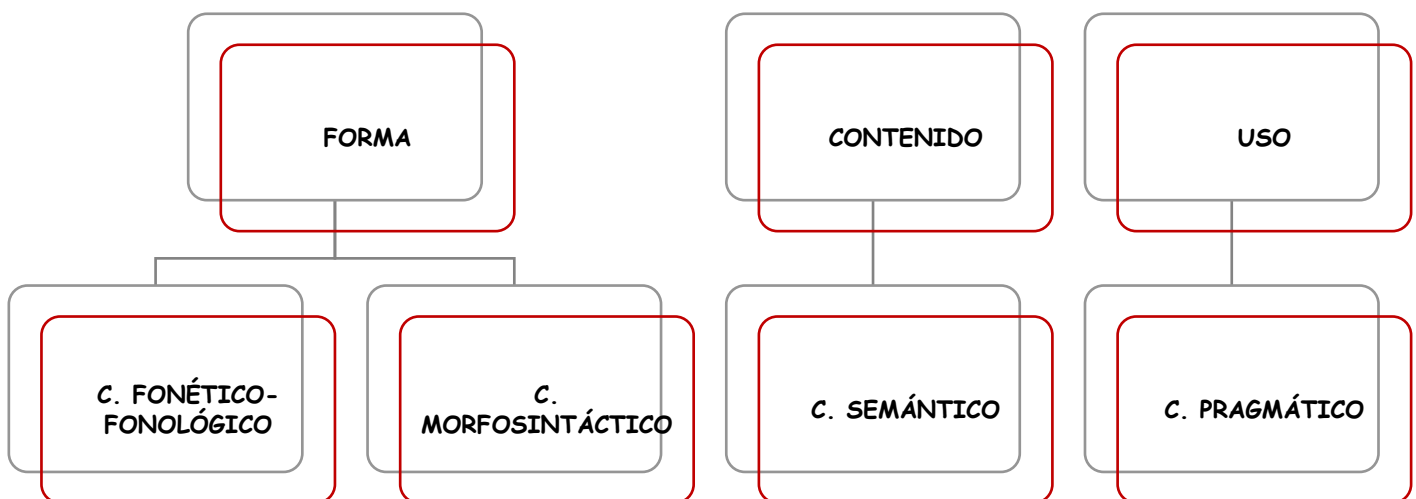 FORMA
CONTENIDO
USO
C. FONÉTICO-
FONOLÓGICO
C.
MORFOSINTÁCTICO
C. SEMÁNTICO
C. PRAGMÁTICO